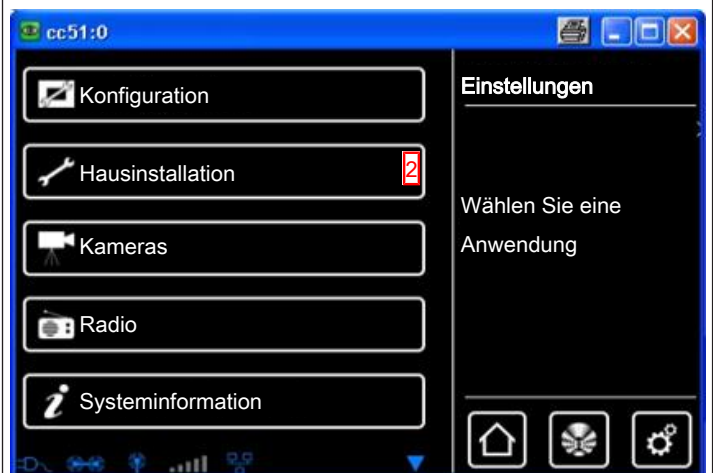 cc51:0
Konfiguration
Hausinstallation
2
Kameras
Radio
Systeminformation
Einstellungen
Wählen Sie eine
Anwendung